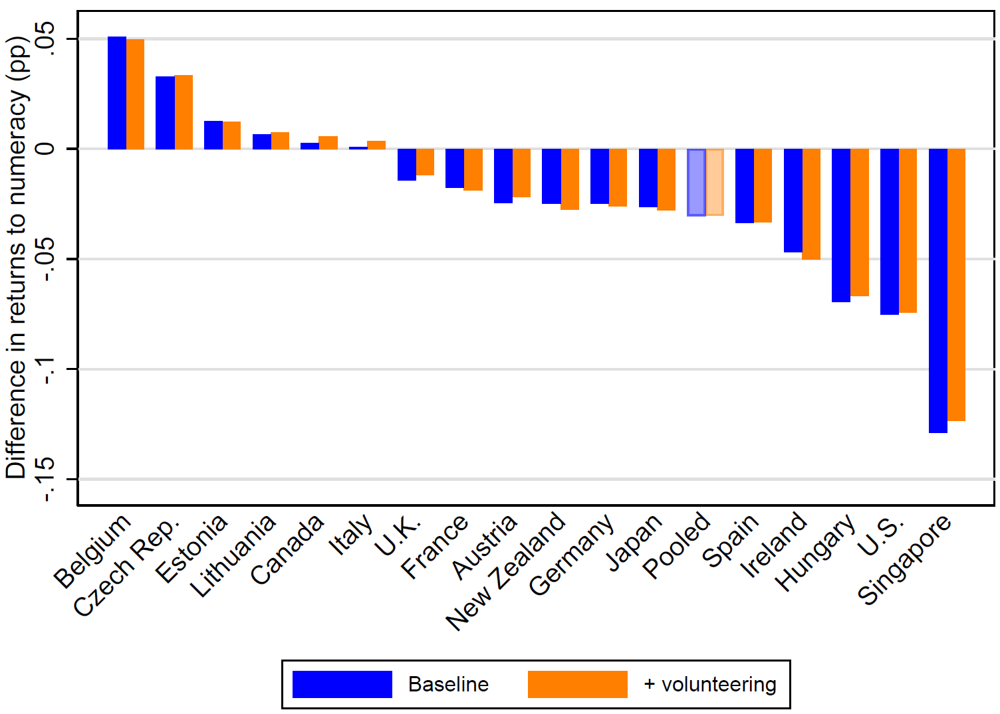 Difference in returns to numeracy (pp)
.05
0
-.05
-.1
-.15
Belgium
Czech Rep.
Estonia
Lithuania
Canada
Italy
U.K.
France
Austria
New Zealand
Germany
Japan
Pooled
Spain
Ireland
Hungary
U.S.
Singapore
Baseline
+ volunteering